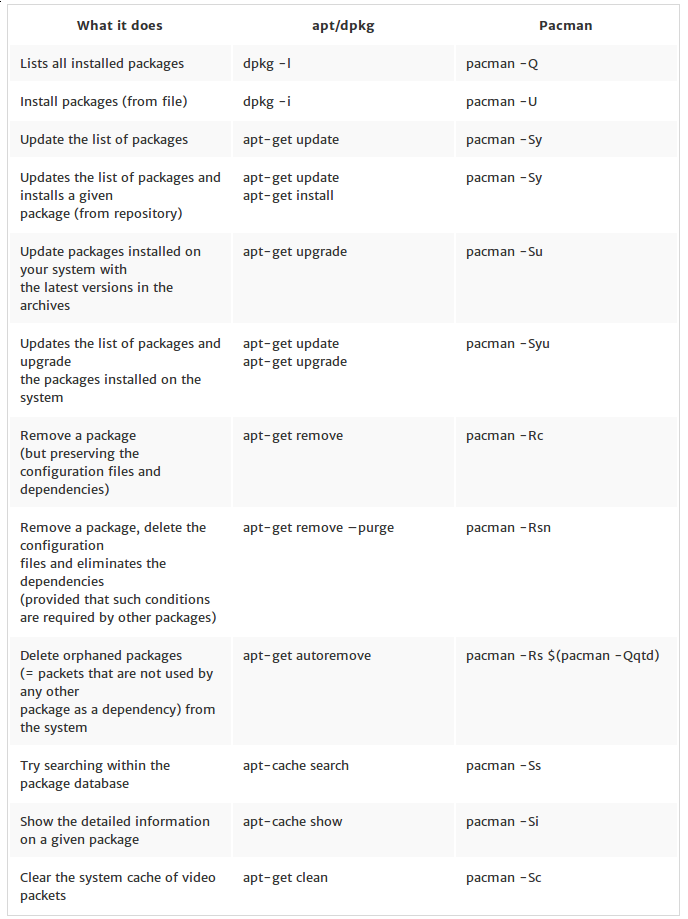 What it does apt/dpkg Pacman
Lists all installed packages dpkg -l pacman -Q
Install packages (from file) dpkg -i pacman -U
Update the list of packages apt-get update pacman -Sy
Updates the list of packages and apt-get update pacman -Sy
installs a given apt-get install
package (from repository)
Update packages installed on apt-get upgrade pacman -Su
your system with
the latest versions in the
archives
Updates the list of packages and apt-get update pacman -Syu
upgrade apt-get upgrade
the packages installed on the
system
Remove a package apt-get remove pacman -Rc
(but preserving the
configuration files and
dependencies)
Remove a package, delete the apt-get remove –purge pacman -Rsn
configuration
files and eliminates the
dependencies
(provided that such conditions
are required by other packages)
Delete orphaned packages apt-get autoremove pacman -Rs $(pacman -Qqtd)
(= packets that are not used by
any other
package as a dependency) from
the system
Try searching within the apt-cache search pacman -Ss
package database
Show the detailed information apt-cache show pacman -Si
on a given package
Clear the system cache of video apt-get clean pacman -Sc
packets